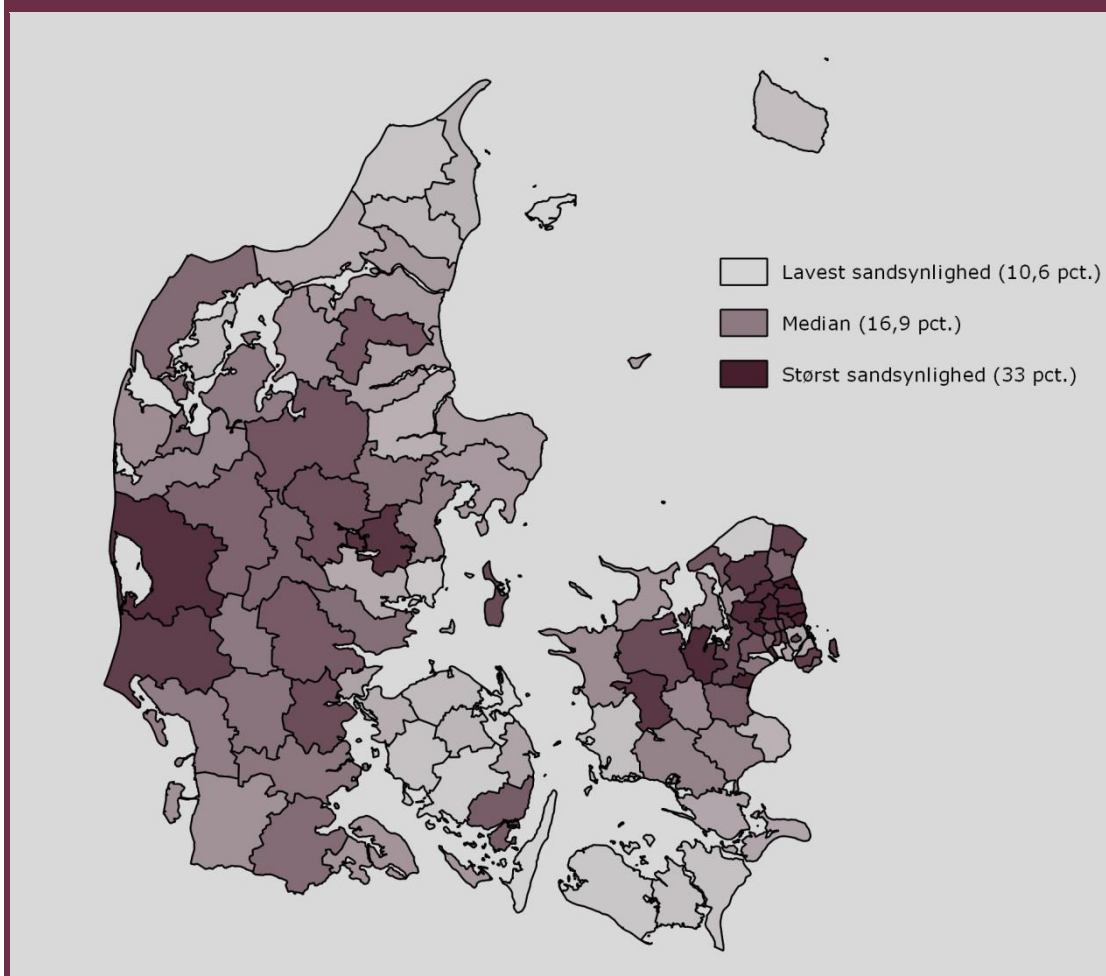 Lavest sandsynlighed (10,6 pct.)
Median (16,9 pct.)
Størst sandsynlighed (33 pct.)